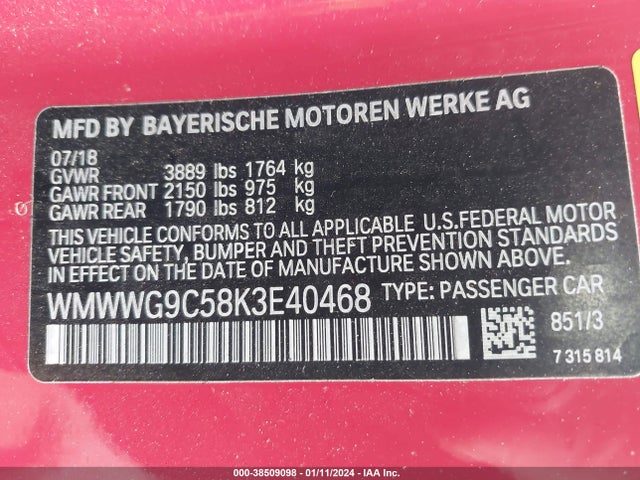 MFD BY BAYERISCHE MOTOREN WERKE AG
07/18
GVWR 3889 lbs 1764 kg
GAWR FRONT 2150 lbs 975 kg
GAWR REAR 1790 lbs 812 kg
THIS VEHICLE CONFORMS TO ALL APPLICABLE U.S.FEDERAL MOTOR
VEHICLE SAFETY, BUMPER AND THEFT PREVENTION STANDARDS
IN EFFECT ON THE DATE OF MANUFACTURE SHOWN ABOVE.
WMWWG9C58K3E40468 TYPE: PASSENGER CAR
851/3
7 315 814
000-38509098 - 01/11/2024 - IAA Inc.